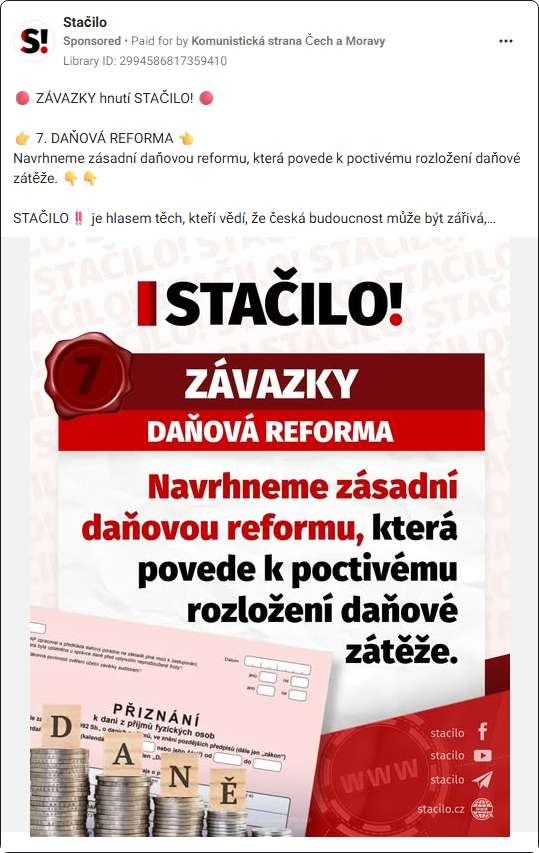 Stačilo
Sponsored • Paid for by Komunistická strana Čech a Moravy
Library ID: 2994586817359410
🔴 ZÁVAZKY hnutí STAČILO! 🔴
👉 7. DAŇOVÁ REFORMA 👈
Navrhneme zásadní daňovou reformu, která povede k poctivému rozložení daňové
zátěže. 👇👇
STAČILO ‼️ je hlasem těch, kteří vědí, že česká budoucnost může být zářivá,...
STAČILO!
7
ZÁVAZKY
DAŇOVÁ REFORMA
Navrhneme zásadní
daňovou reformu, která
povede k poctivému
rozložení daňové
zátěže.
Datum
PŘIZNÁNÍ
k dani z příjmů fyzických osob
DANĚ
WWW
stacilo
stacilo
stacilo
stacilo.cz